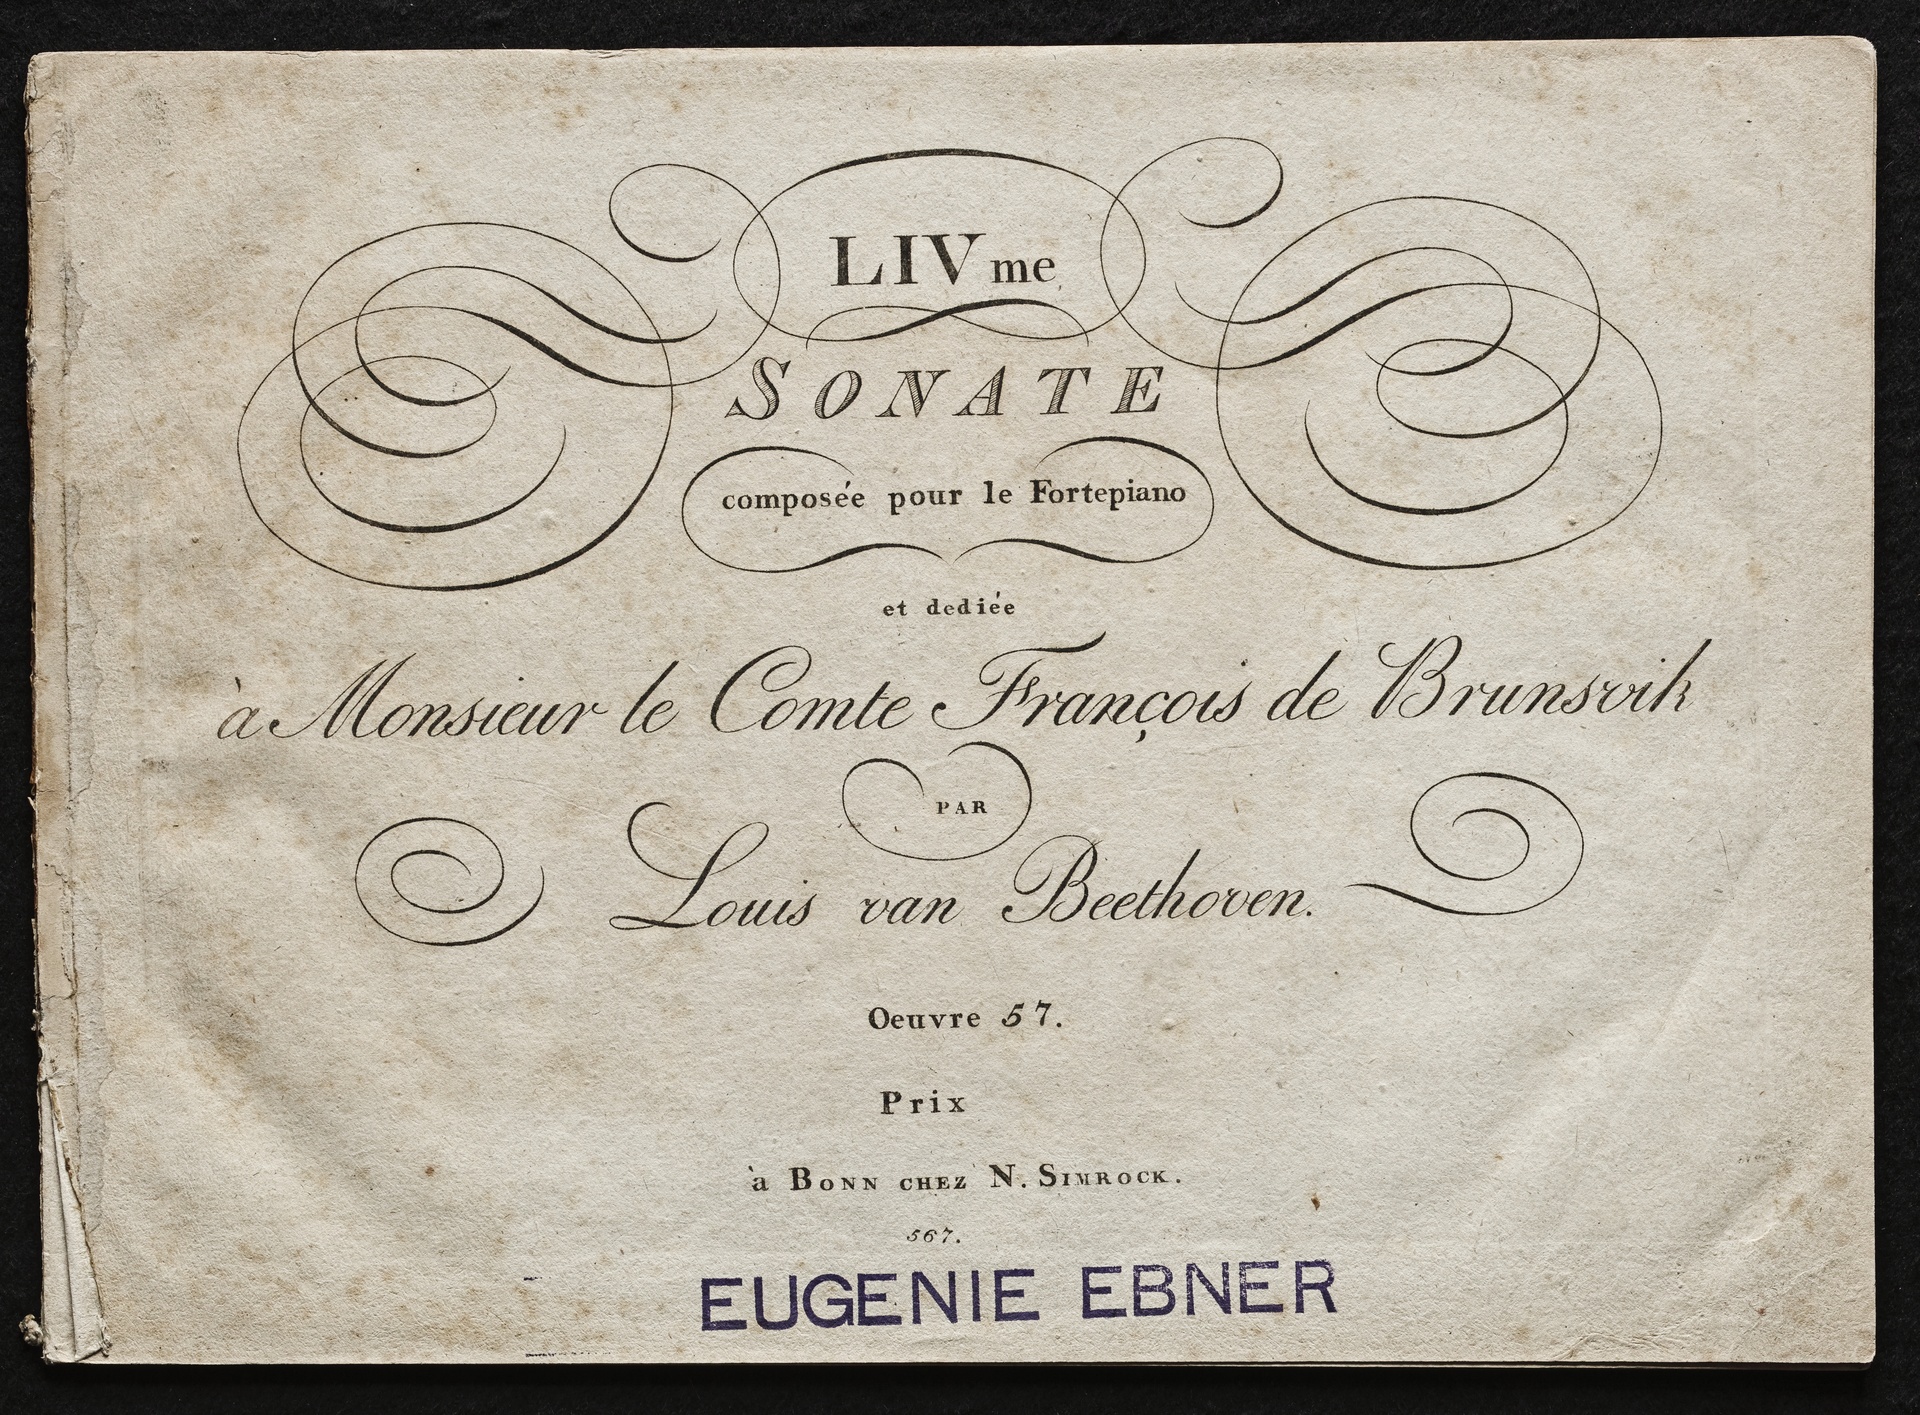 LIVme
SONATE
composée pour le Fortepiano
et dediée
à Monsieur le Comte François de Brunsvik
PAR
Louis van Beethoven.
Oeuvre 57.
Prix
à BONN CHEZ N. SIMROCK.
567.
EUGENIE EBNER